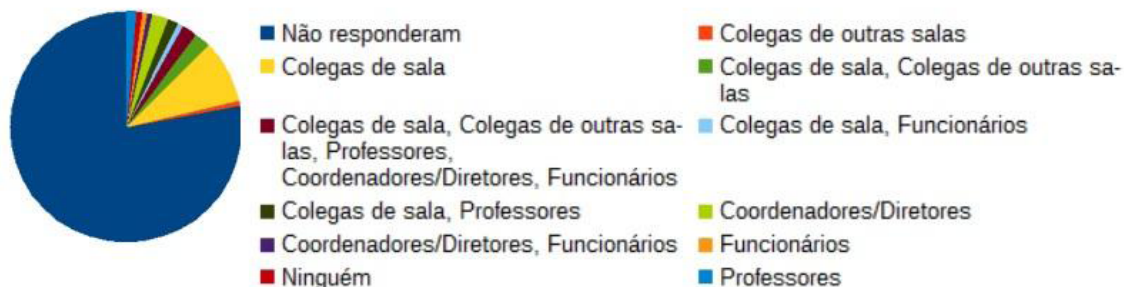 Não responderam
Colegas de outras salas
Colegas de sala
Colegas de sala, Colegas de outras sa-
las
Colegas de sala, Colegas de outras sa-
las, Professores,
Coordenadores/Diretores, Funcionários
Colegas de sala, Funcionários
Colegas de sala, Professores
Coordenadores/Diretores
Coordenadores/Diretores, Funcionários
Funcionários
Ninguém
Professores